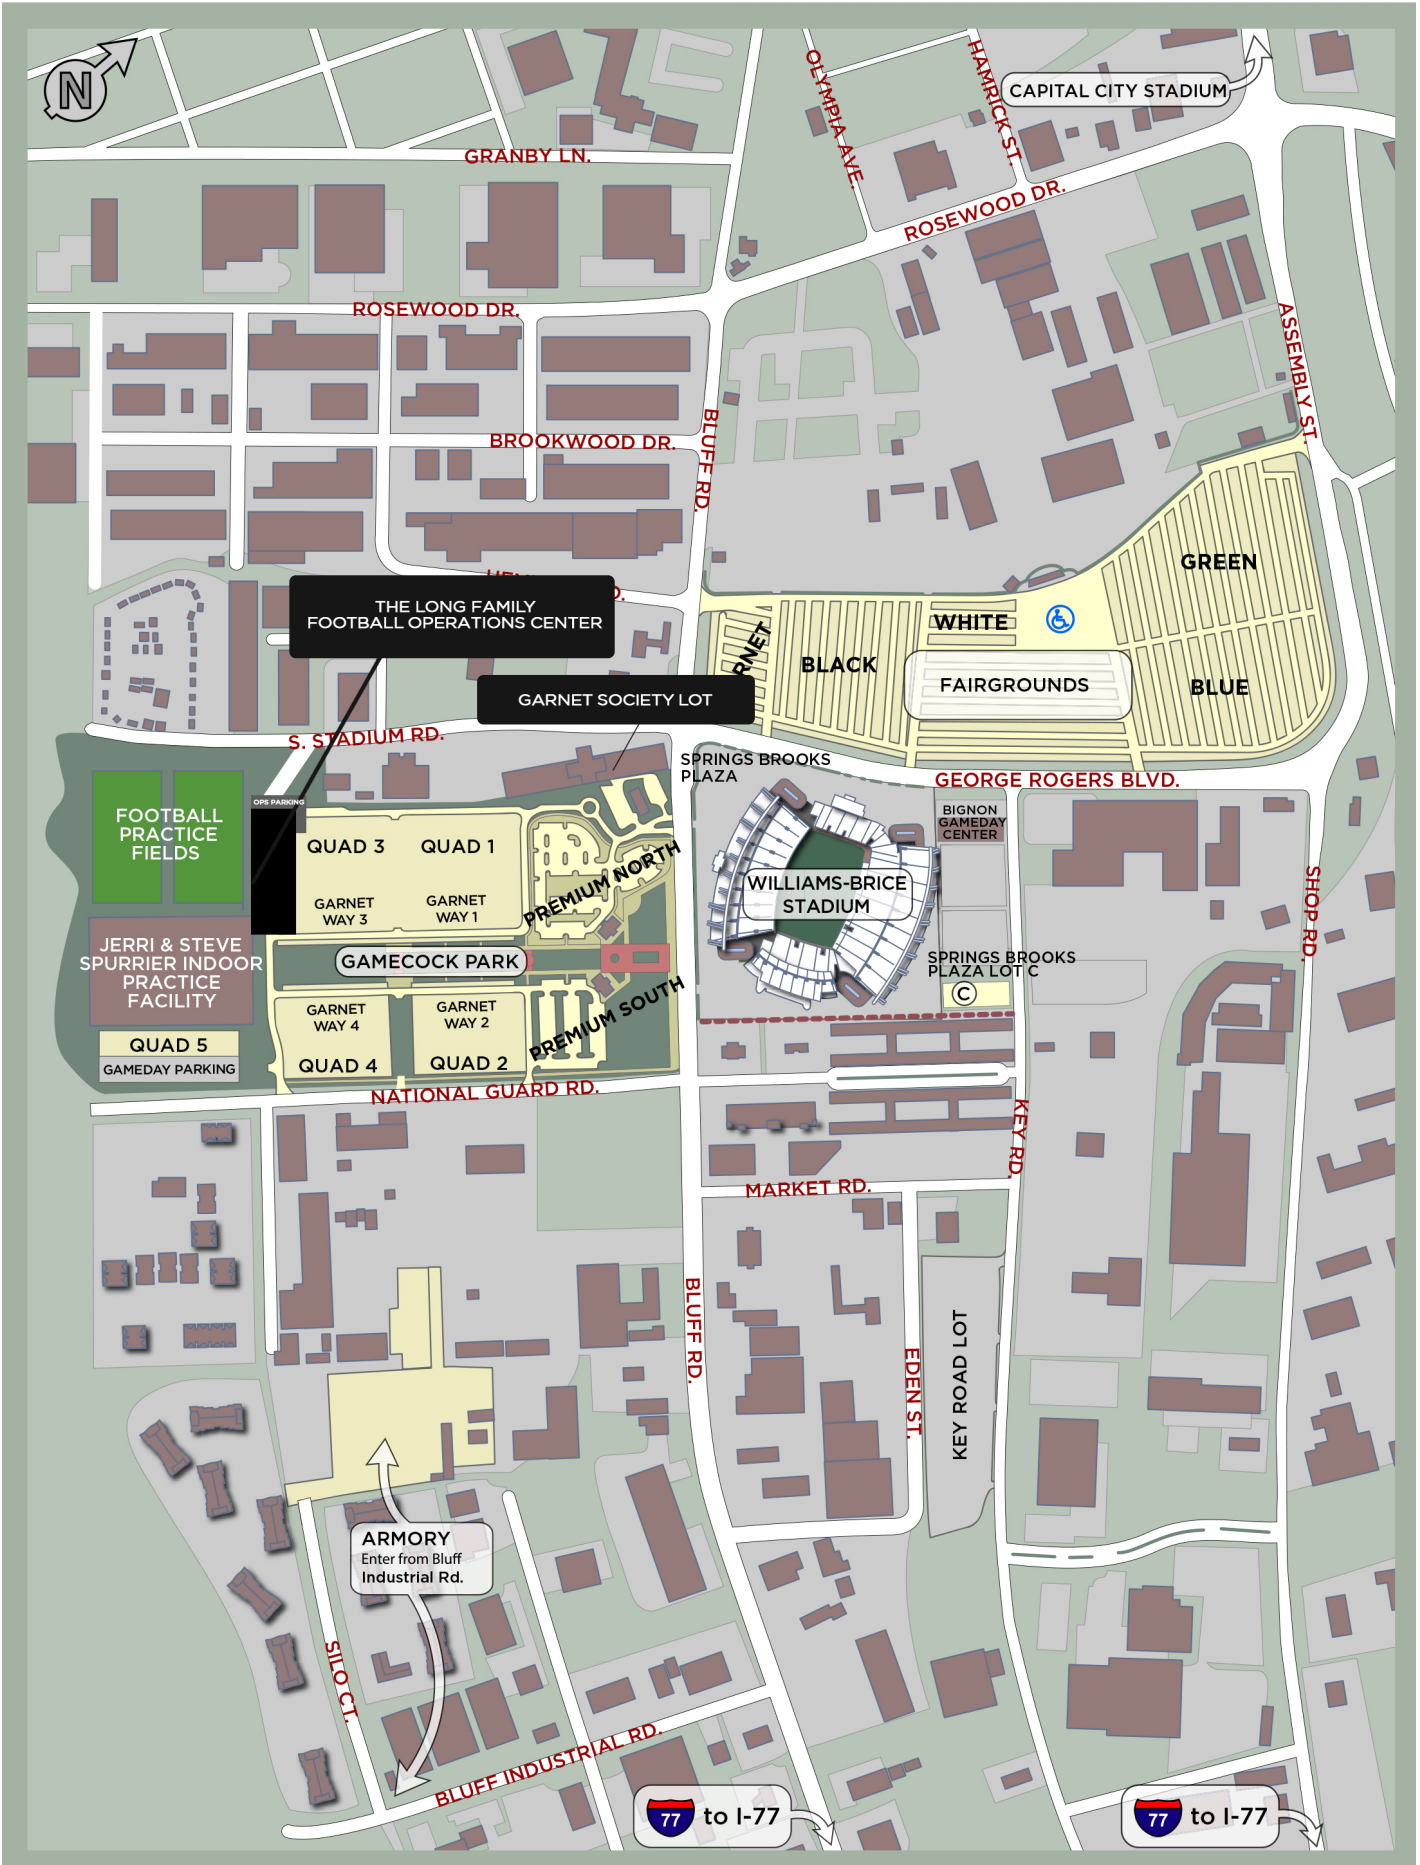 N
OLYMPIA AVE.
HAMRICK ST.
CAPITAL CITY STADIUM
GRANBY LN.
ROSEWOOD DR.
ROSEWOOD DR.
ASSEMBLY ST.
BLUFF RD.
BROOKWOOD DR.
THE LONG FAMILY
FOOTBALL OPERATIONS CENTER
GREEN
WHITE
BLACK
FAIRGROUNDS
BLUE
GARNET SOCIETY LOT
S. STADIUM RD.
SPRINGS BROOKS
PLAZA
GEORGE ROGERS BLVD.
OPS PARKING
FOOTBALL
PRACTICE
FIELDS
QUAD 3
QUAD 1
GARNET
WAY 3
GARNET
WAY 1
PREMIUM NORTH
BIGNON
GAMEDAY
CENTER
WILLIAMS-BRICE
STADIUM
SHOP RD.
JERRI & STEVE
SPURRIER INDOOR
PRACTICE
FACILITY
GAMECOCK PARK
SPRINGS BROOKS
PLAZA LOT C
C
GARNET
WAY 4
GARNET
WAY 2
PREMIUM SOUTH
QUAD 5
GAMEDAY PARKING
QUAD 4
QUAD 2
NATIONAL GUARD RD.
KEY RD.
MARKET RD.
BLUFF RD.
EDEN ST.
KEY ROAD LOT
ARMORY
Enter from Bluff
Industrial Rd.
SILO CT.
BLUFF INDUSTRIAL RD.
77 to I-77
77 to I-77